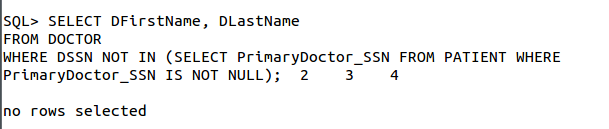 SQL> SELECT DFirstName, DLastName
FROM DOCTOR
WHERE DSSN NOT IN (SELECT PrimaryDoctor_SSN FROM PATIENT WHERE
PrimaryDoctor_SSN IS NOT NULL);  2    3    4
no rows selected